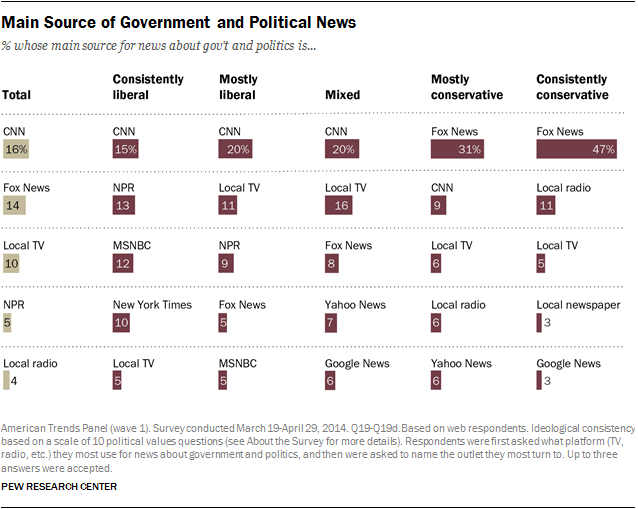 Main Source of Government and Political News
% whose main source for news about gov't and politics is...
Total Consistently liberal Mostly liberal Mixed Mostly conservative Consistently conservative
CNN CNN CNN CNN Fox News Fox News
16% 15% 20% 20% 31% 47%
Fox News NPR Local TV Local TV CNN Local radio
14 13 11 16 9 11
Local TV MSNBC NPR Fox News Local TV Local TV
10 12 9 8 6 5
NPR New York Times Fox News Yahoo News Local radio Local newspaper
5 10 5 7 6 3
Local radio Local TV MSNBC Google News Yahoo News Google News
4 5 5 6 6 3
American Trends Panel (wave 1). Survey conducted March 19-April 29, 2014. Q19-Q19d. Based on web respondents. Ideological consistency
based on a scale of 10 political values questions (see About the Survey for more details). Respondents were first asked what platform (TV,
radio, etc.) they most use for news about government and politics, and then were asked to name the outlet they most turn to. Up to three
answers were accepted.
PEW RESEARCH CENTER